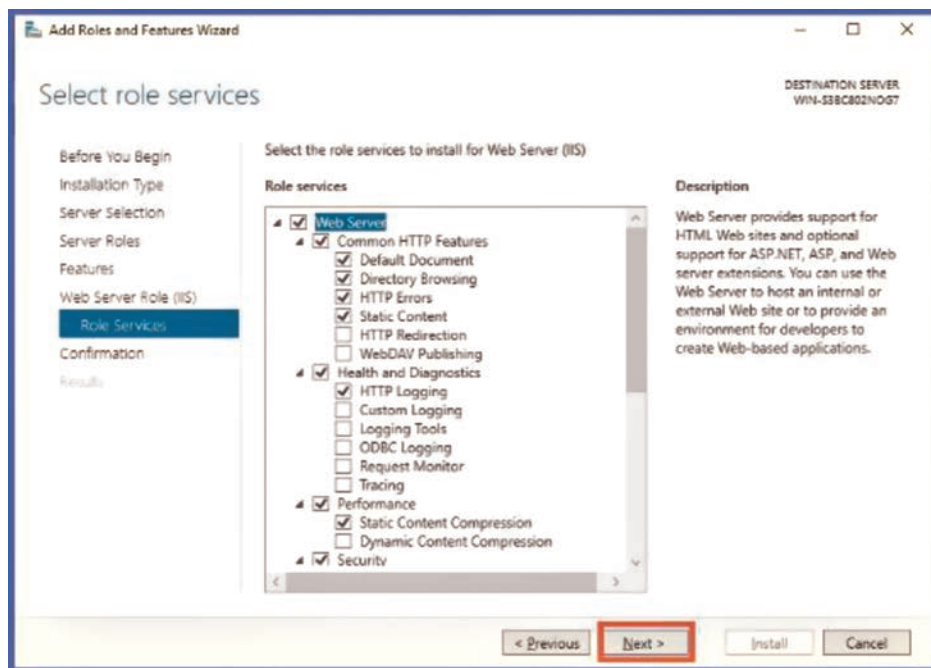 Add Roles and Features Wizard
Select role services
DESTINATION SERVER
WIN-S3BC802NOG7
Before You Begin
Installation Type
Server Selection
Server Roles
Features
Web Server Role (IIS)
Role Services
Confirmation
Results
Select the role services to install for Web Server (IIS)
Role services
Web Server
Common HTTP Features
Default Document
Directory Browsing
HTTP Errors
Static Content
HTTP Redirection
WebDAV Publishing
Health and Diagnostics
HTTP Logging
Custom Logging
Logging Tools
ODBC Logging
Request Monitor
Tracing
Performance
Static Content Compression
Dynamic Content Compression
Security
Description
Web Server provides support for
HTML Web sites and optional
support for ASP.NET, ASP, and Web
server extensions. You can use the
Web Server to host an internal or
external Web site or to provide an
environment for developers to
create Web-based applications.
< Previous
Next >
Install
Cancel